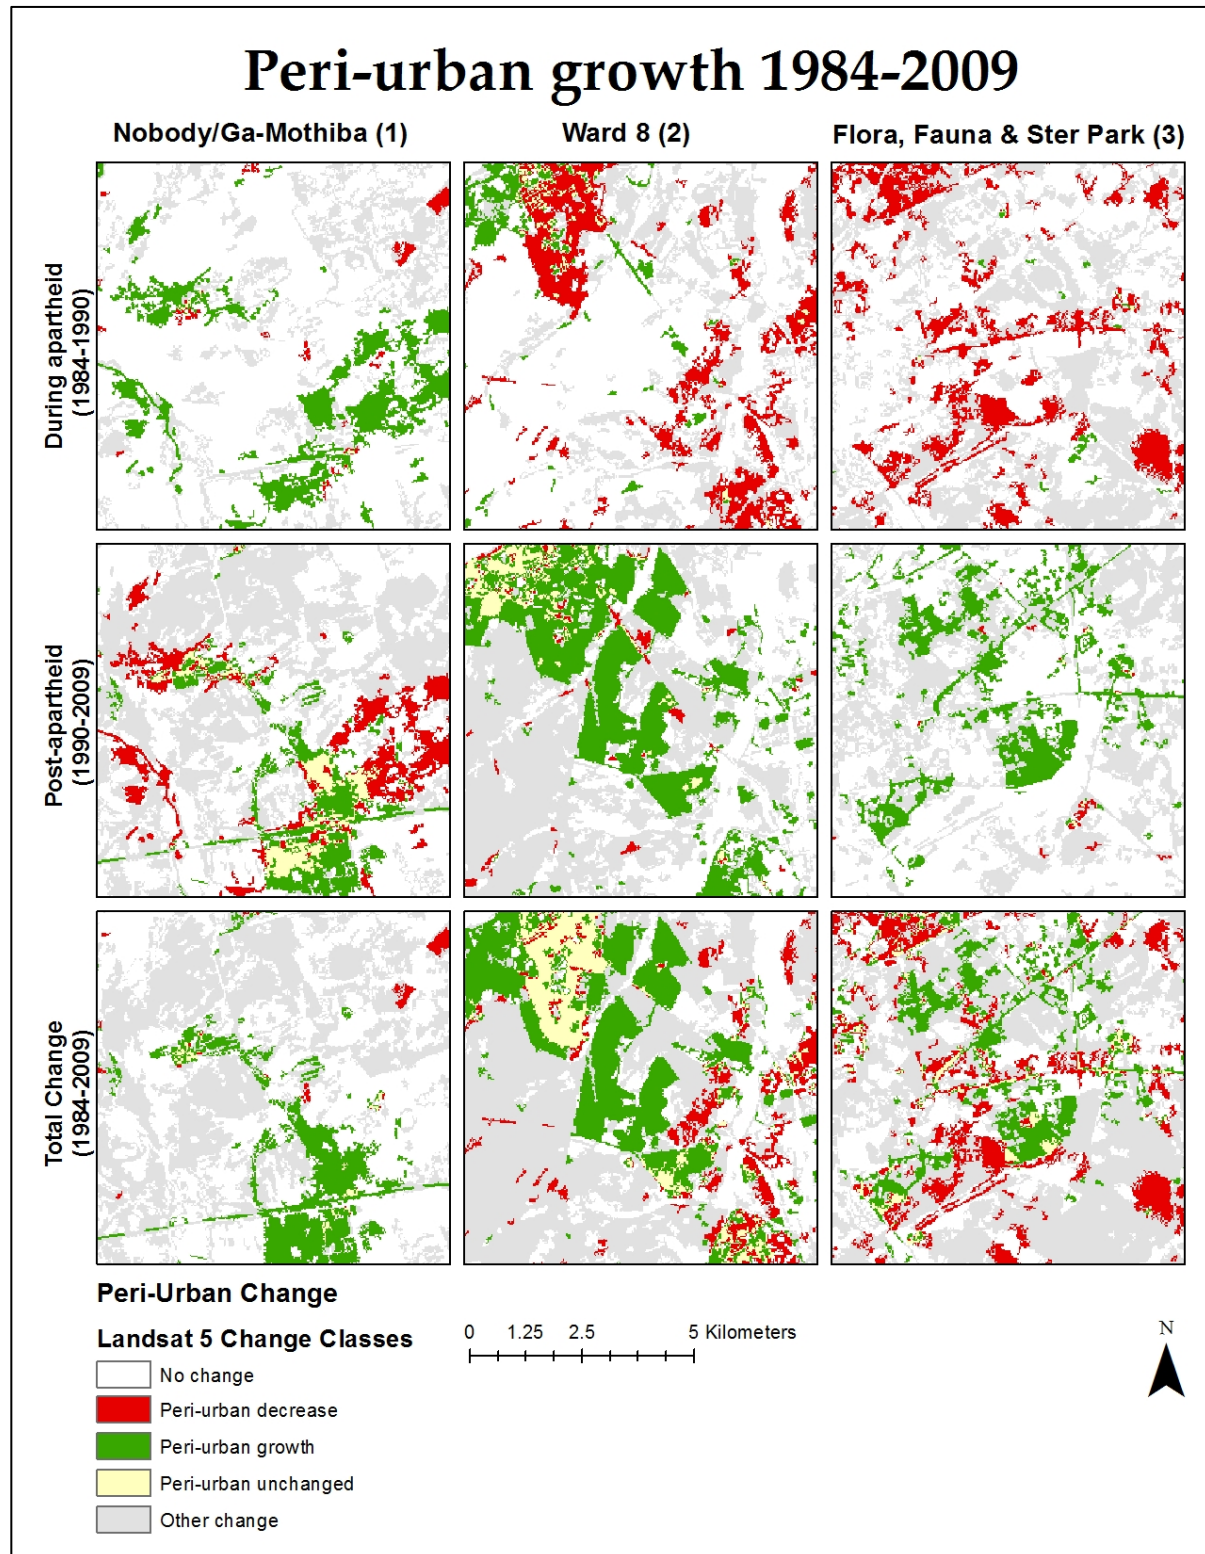 Peri-urban growth 1984-2009
Nobody/Ga-Mothiba (1)
Ward 8 (2)
Flora, Fauna & Ster Park (3)
During apartheid
(1984-1990)
Post-apartheid
(1990-2009)
Total Change
(1984-2009)
Peri-Urban Change
Landsat 5 Change Classes
No change
Peri-urban decrease
Peri-urban growth
Peri-urban unchanged
Other change
0 1.25 2.5 5 Kilometers
N